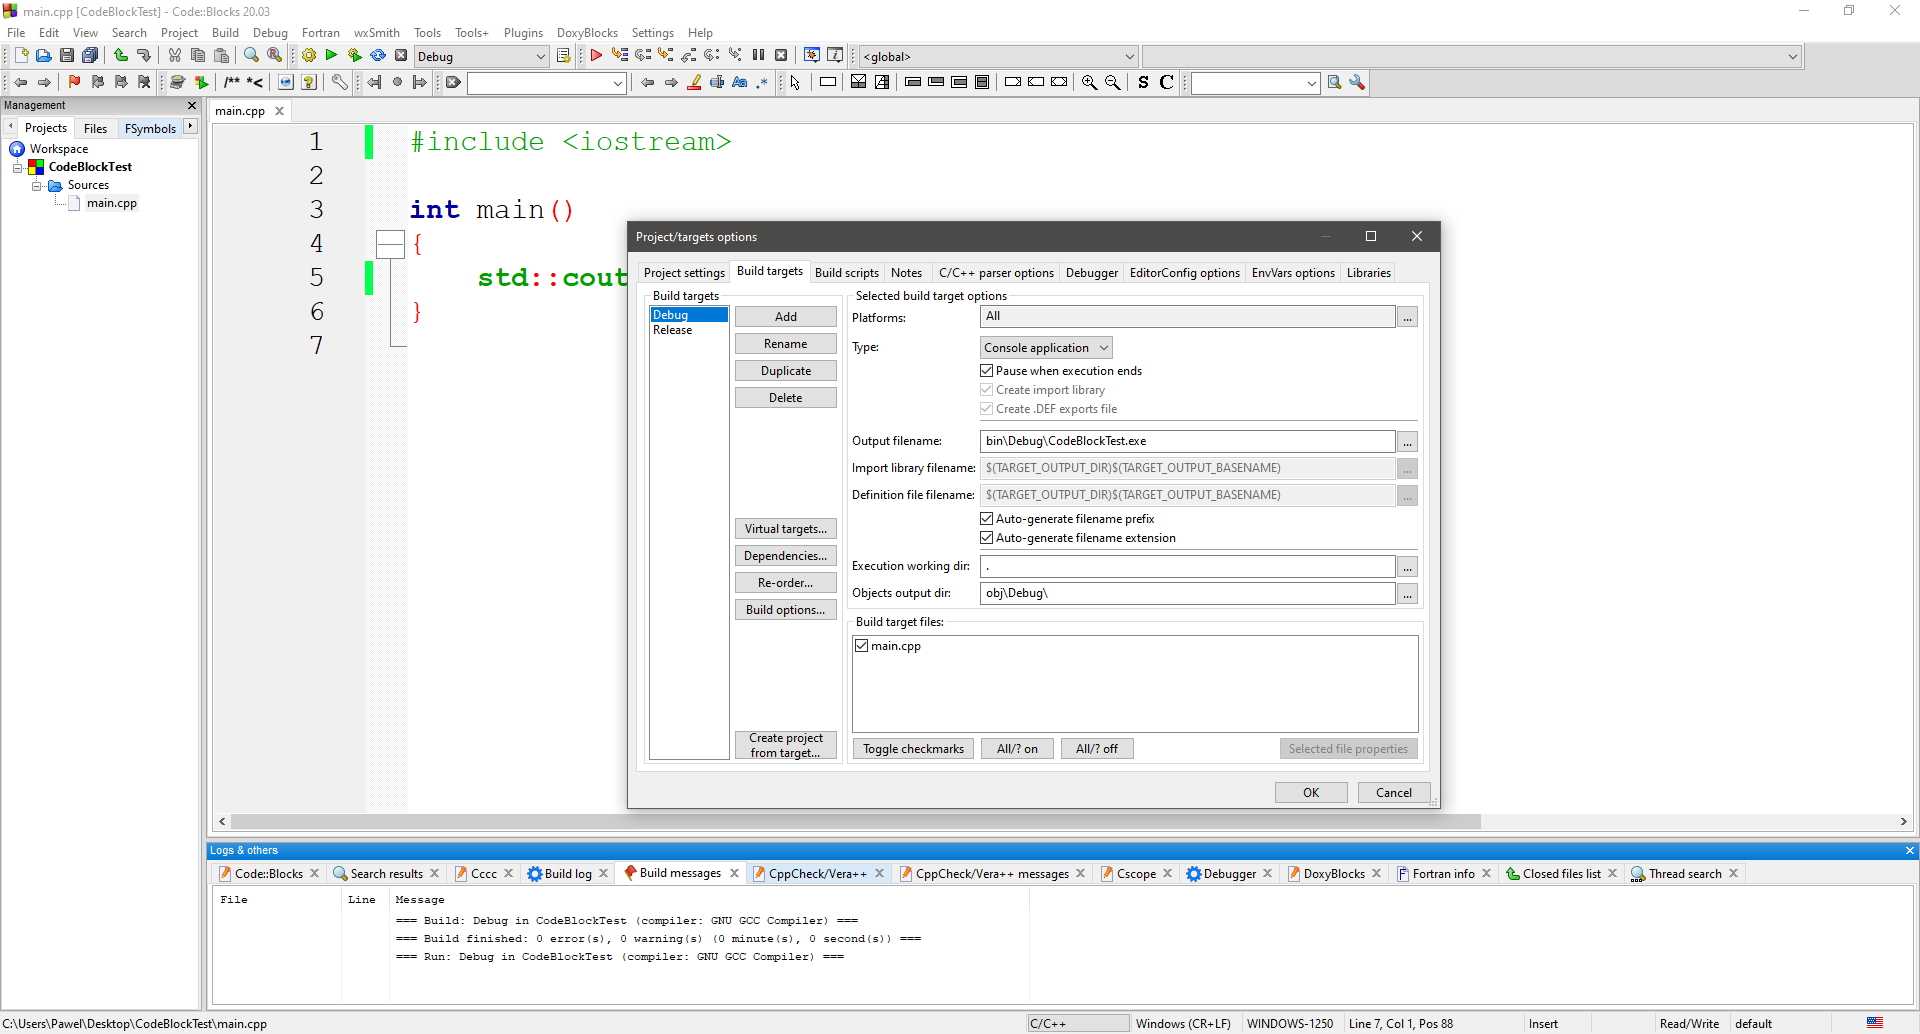 main.cpp [CodeBlockTest] - Code::Blocks 20.03
File Edit View Search Project Build Debug Fortran wxSmith Tools Tools+ Plugins DoxyBlocks Settings Help
Debug
<global>
/** *<
Aa .*
S C
Management
Projects Files FSymbols
Workspace
CodeBlockTest
Sources
main.cpp
main.cpp
1 #include <iostream>
2
3 int main()
4 {
5 std::cout
6 }
7
Project/targets options
Project settings Build targets Build scripts Notes C/C++ parser options Debugger EditorConfig options EnvVars options Libraries
Build targets
Debug
Release
Add
Rename
Duplicate
Delete
Virtual targets...
Dependencies...
Re-order...
Build options...
Create project
from target...
Selected build target options
Platforms: All ...
Type: Console application
Pause when execution ends
Create import library
Create .DEF exports file
Output filename: bin\Debug\CodeBlockTest.exe ...
Import library filename: $(TARGET_OUTPUT_DIR)$(TARGET_OUTPUT_BASENAME) ...
Definition file filename: $(TARGET_OUTPUT_DIR)$(TARGET_OUTPUT_BASENAME) ...
Auto-generate filename prefix
Auto-generate filename extension
Execution working dir: . ...
Objects output dir: obj\Debug\ ...
Build target files:
main.cpp
Toggle checkmarks All/? on All/? off Selected file properties
OK Cancel
Logs & others
Code::Blocks Search results Cccc Build log Build messages CppCheck/Vera++ CppCheck/Vera++ messages Cscope Debugger DoxyBlocks Fortran info Closed files list Thread search
File Line Message
=== Build: Debug in CodeBlockTest (compiler: GNU GCC Compiler) ===
=== Build finished: 0 error(s), 0 warning(s) (0 minute(s), 0 second(s)) ===
=== Run: Debug in CodeBlockTest (compiler: GNU GCC Compiler) ===
C:\Users\Pawel\Desktop\CodeBlockTest\main.cpp C/C++ Windows (CR+LF) WINDOWS-1250 Line 7, Col 1, Pos 88 Insert Read/Write default